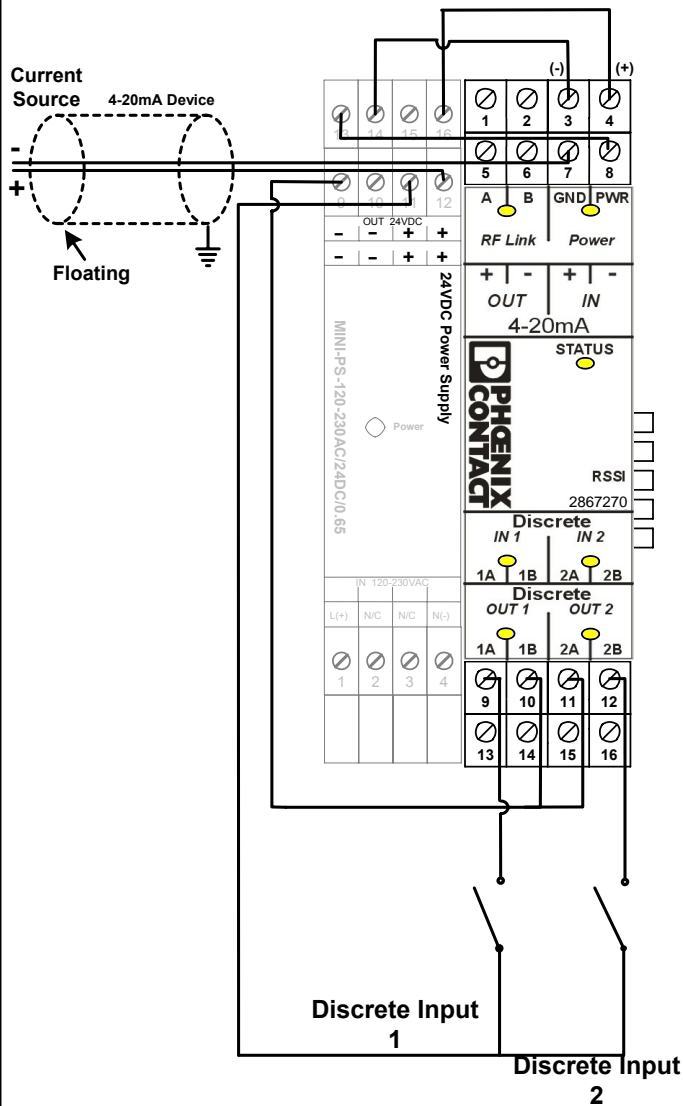 (-) (+)
Current
Source
4-20mA Device
-
+
Floating
13 14 15 16
9 10 11 12
OUT 24VDC
- - + +
- - + +
24VDC Power Supply
MINI-PS-120-230AC/24DC/0.65
Power
IN 120-230VAC
L(+) N/C N/C N(-)
1 2 3 4
1 2 3 4
5 6 7 8
A B GND PWR
RF Link Power
+ - + -
OUT IN
4-20mA
STATUS
PHOENIX
CONTACT
RSSI
2867270
Discrete
IN 1 IN 2
1A 1B 2A 2B
Discrete
OUT 1 OUT 2
1A 1B 2A 2B
9 10 11 12
13 14 15 16
Discrete Input
1
Discrete Input
2